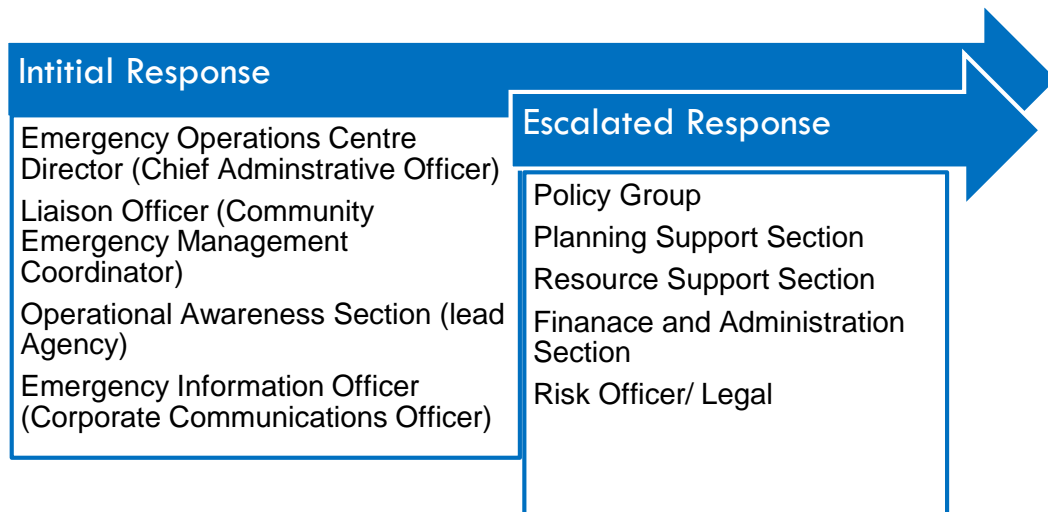 Intitial Response
Emergency Operations Centre
Director (Chief Adminstrative Officer)
Liaison Officer (Community
Emergency Management
Coordinator)
Operational Awareness Section (lead
Agency)
Emergency Information Officer
(Corporate Communications Officer)
Escalated Response
Policy Group
Planning Support Section
Resource Support Section
Finanace and Administration
Section
Risk Officer/ Legal